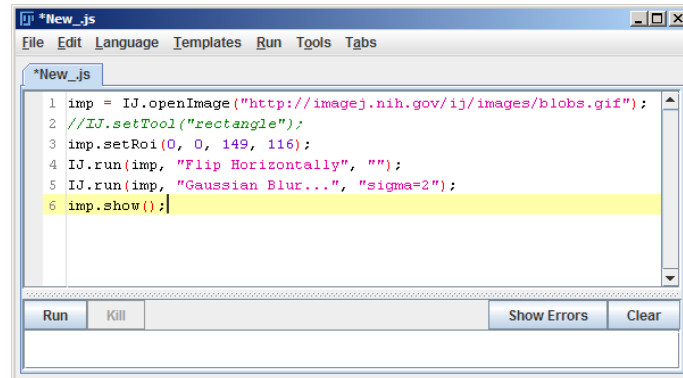 *New_.js
File Edit Language Templates Run Tools Tabs
*New_.js
1 imp = IJ.openImage("http://imagej.nih.gov/ij/images/blobs.gif");
2 //IJ.setTool("rectangle");
3 imp.setRoi(0, 0, 149, 116);
4 IJ.run(imp, "Flip Horizontally", "");
5 IJ.run(imp, "Gaussian Blur...", "sigma=2");
6 imp.show();
Run Kill Show Errors Clear